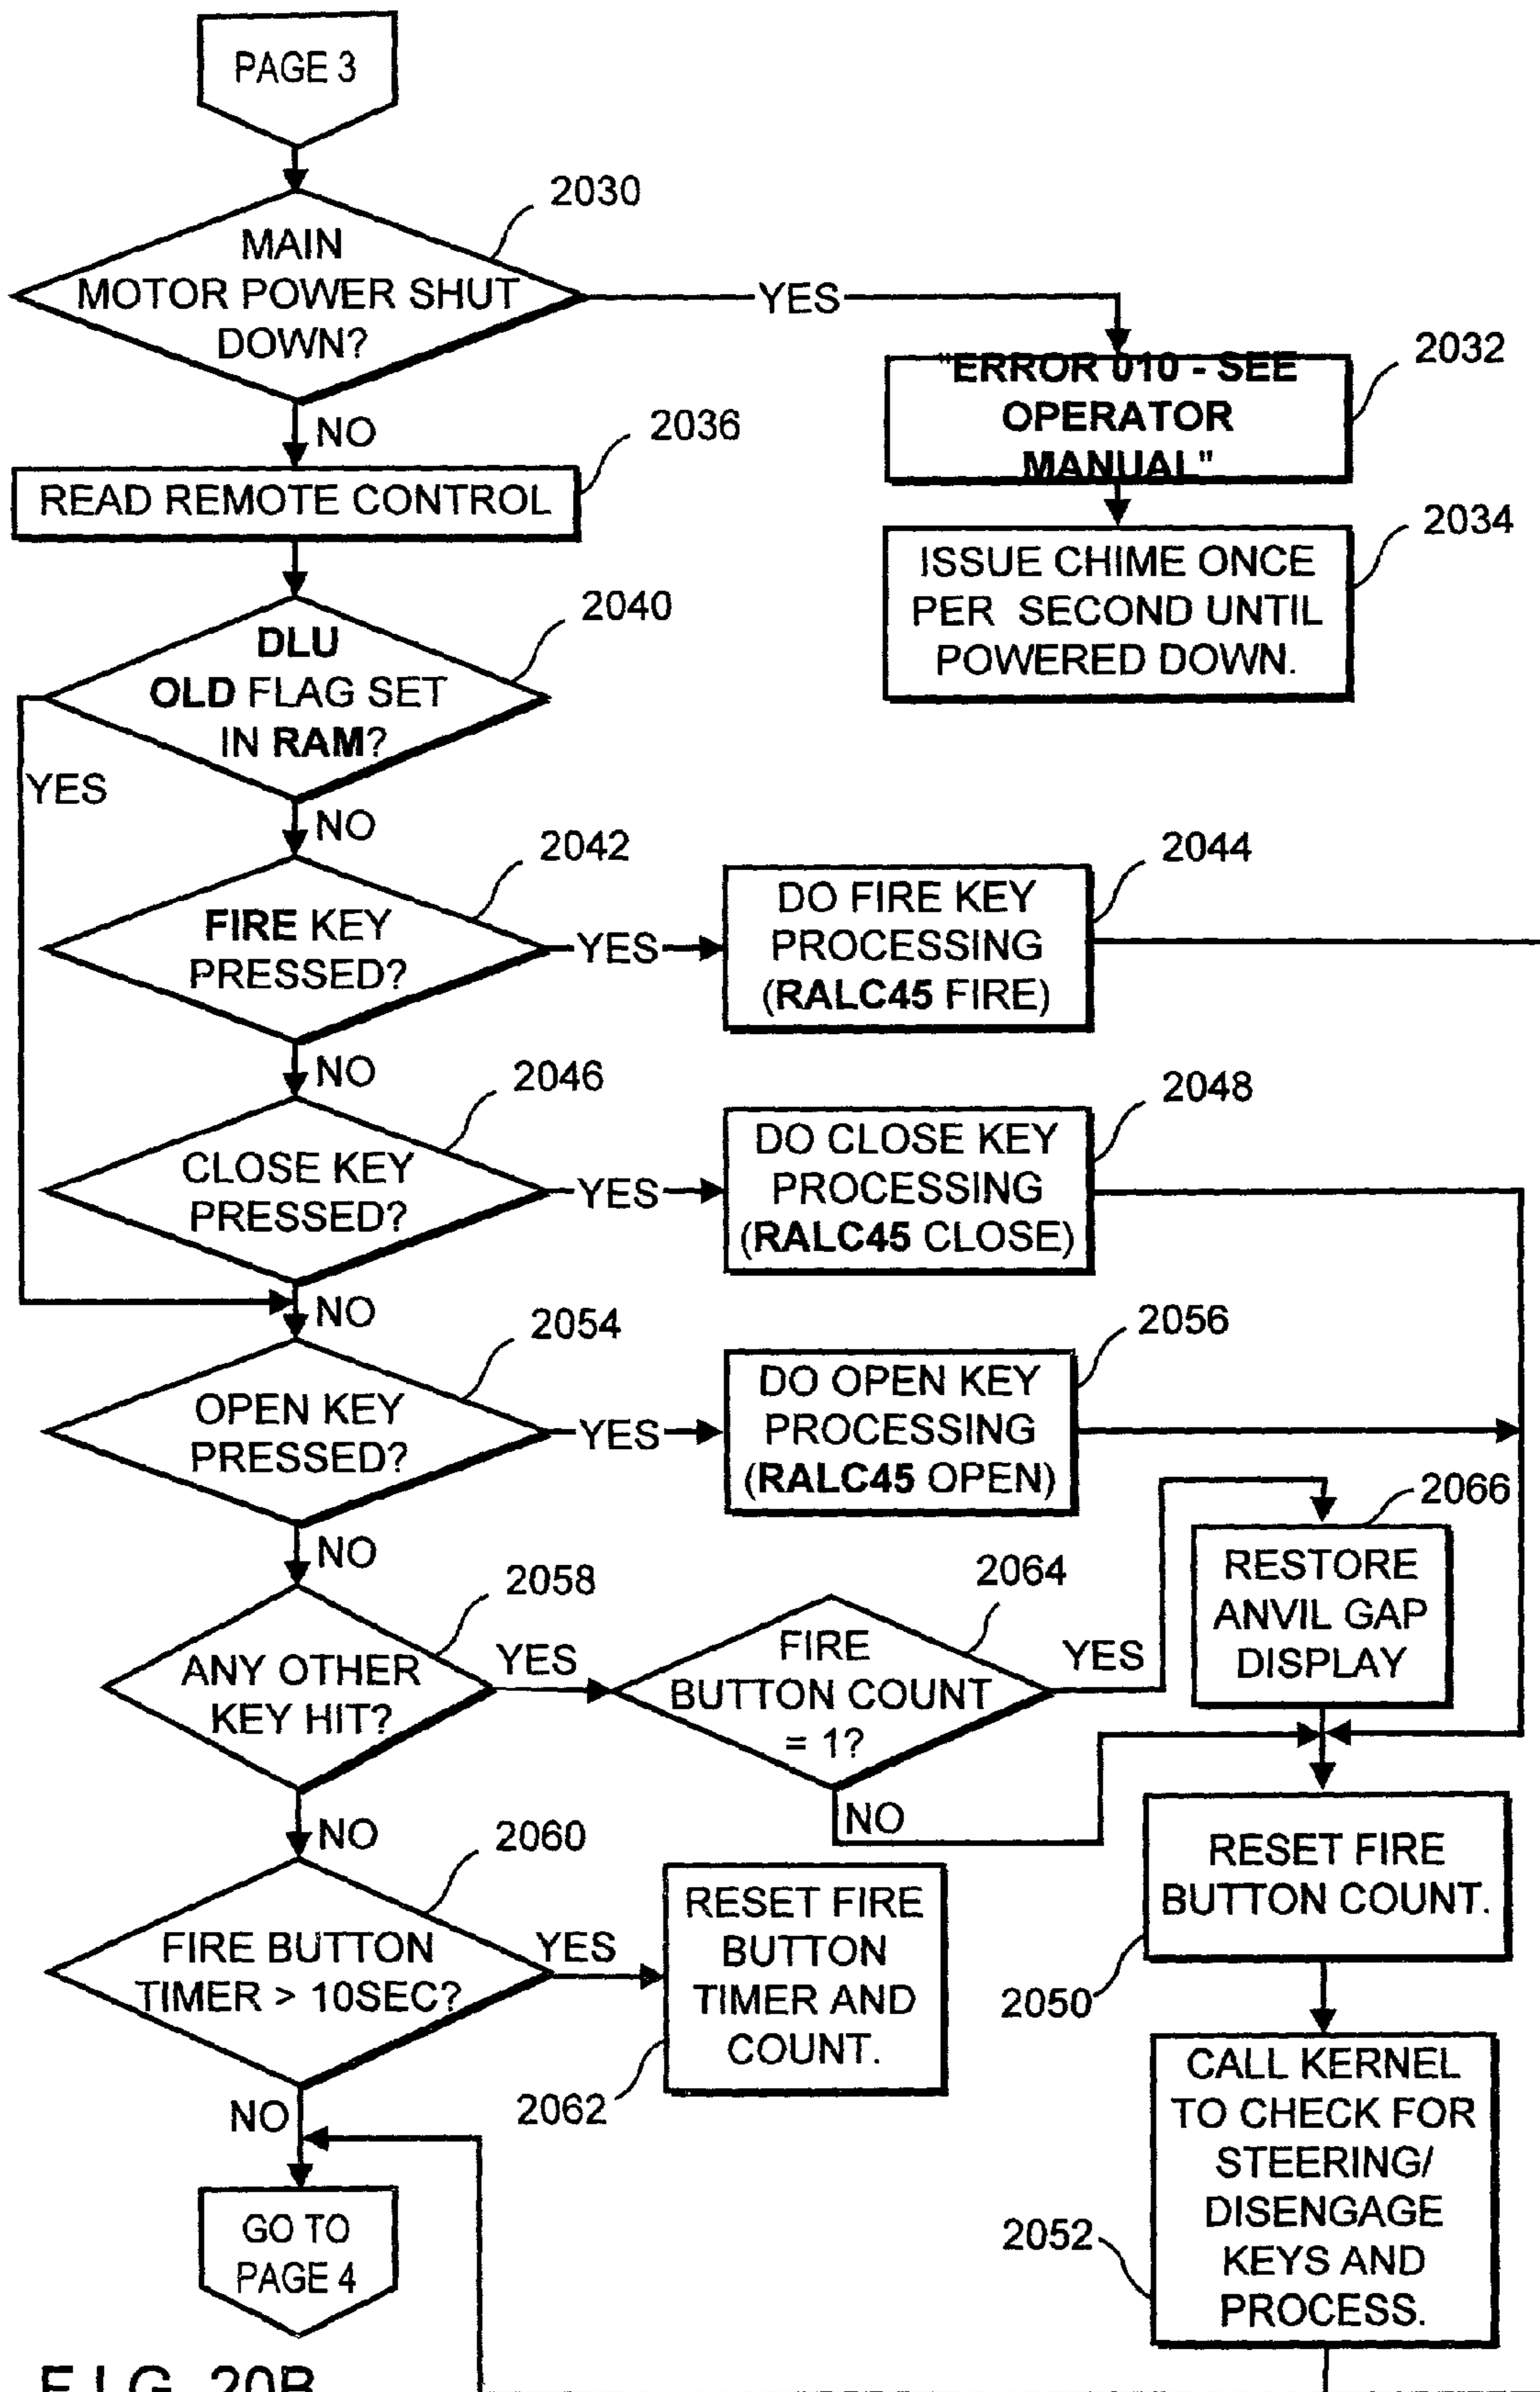 PAGE 3
2030
MAIN
MOTOR POWER SHUT
DOWN?
YES
NO
2032
"ERROR 010 - SEE
OPERATOR
MANUAL"
2036
READ REMOTE CONTROL
2034
ISSUE CHIME ONCE
PER SECOND UNTIL
POWERED DOWN.
2040
DLU
OLD FLAG SET
IN RAM?
YES
NO
2042
FIRE KEY
PRESSED?
YES
2044
DO FIRE KEY
PROCESSING
(RALC45 FIRE)
NO
2046
CLOSE KEY
PRESSED?
YES
2048
DO CLOSE KEY
PROCESSING
(RALC45 CLOSE)
NO
2054
OPEN KEY
PRESSED?
YES
2056
DO OPEN KEY
PROCESSING
(RALC45 OPEN)
NO
2058
ANY OTHER
KEY HIT?
YES
2064
FIRE
BUTTON COUNT
= 1?
YES
2066
RESTORE
ANVIL GAP
DISPLAY
NO
NO
2060
FIRE BUTTON
TIMER > 10SEC?
YES
RESET FIRE
BUTTON
TIMER AND
COUNT.
2062
RESET FIRE
BUTTON COUNT.
2050
CALL KERNEL
TO CHECK FOR
STEERING/
DISENGAGE
KEYS AND
PROCESS.
2052
NO
GO TO
PAGE 4
FIG. 20B